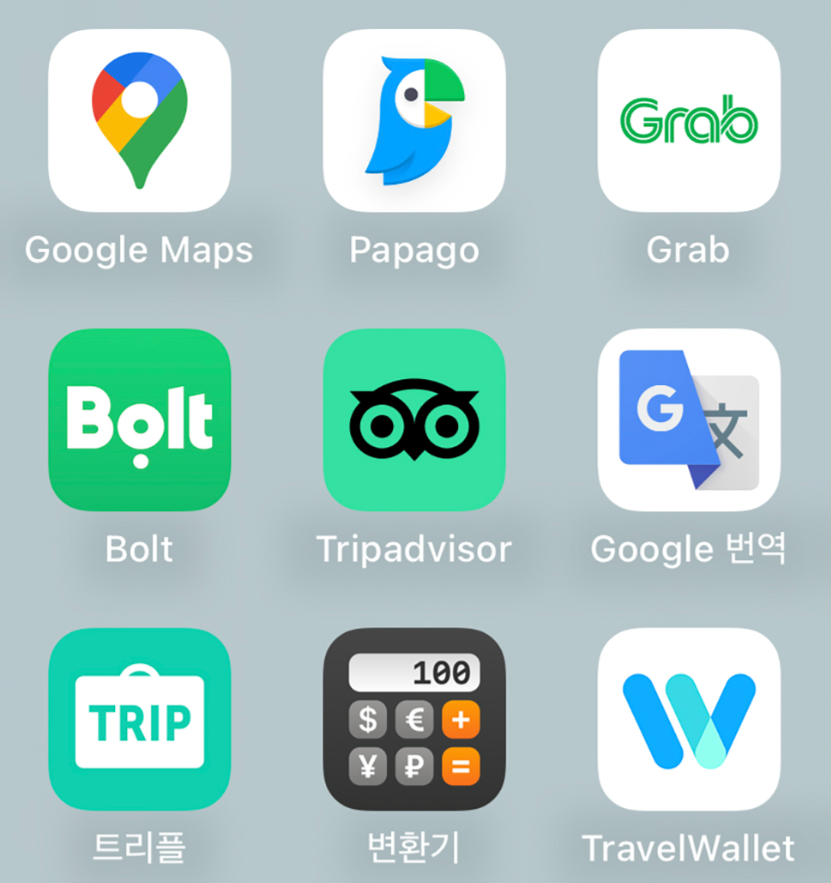 Grab
Google Maps
Papago
Grab
Bolt
G 文
Bolt
Tripadvisor
Google 번역
TRIP
100
$ € +
¥ ₽ =
트리플
변환기
TravelWallet